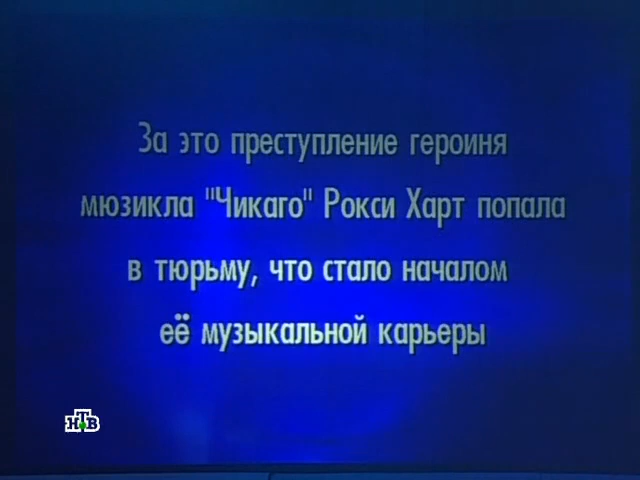 За это преступление героиня
мюзикла "Чикаго" Рокси Харт попала
в тюрьму, что стало началом
её музыкальной карьеры
НТВ